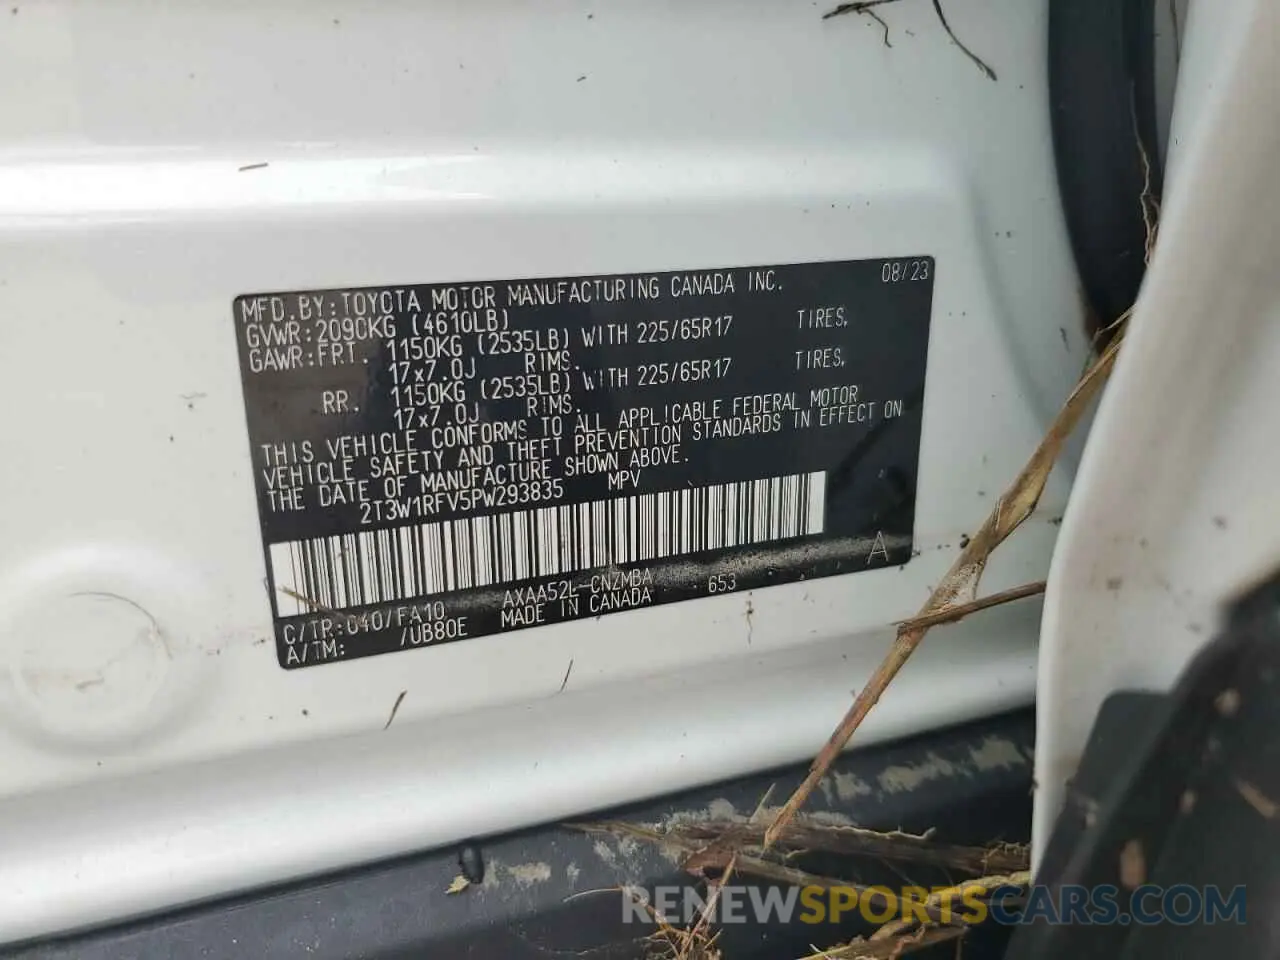 MFD.BY:TOYOTA MOTOR MANUFACTURING CANADA INC. 08/23
GVWR:2090KG (4610LB)
GAWR:FRT. 1150KG (2535LB) WITH 225/65R17 TIRES,
17x7.0J RIMS.
RR. 1150KG (2535LB) WITH 225/65R17 TIRES,
17x7.0J RIMS.
THIS VEHICLE CONFORMS TO ALL APPLICABLE FEDERAL MOTOR
VEHICLE SAFETY AND THEFT PREVENTION STANDARDS IN EFFECT ON
THE DATE OF MANUFACTURE SHOWN ABOVE.
2T3W1RFV5PW293835 MPV
A
C/TR:040/FA10 AXAA52L-CNZMBA 653
A/TM: /UB80E MADE IN CANADA
RENEWSPORTSCARS.COM